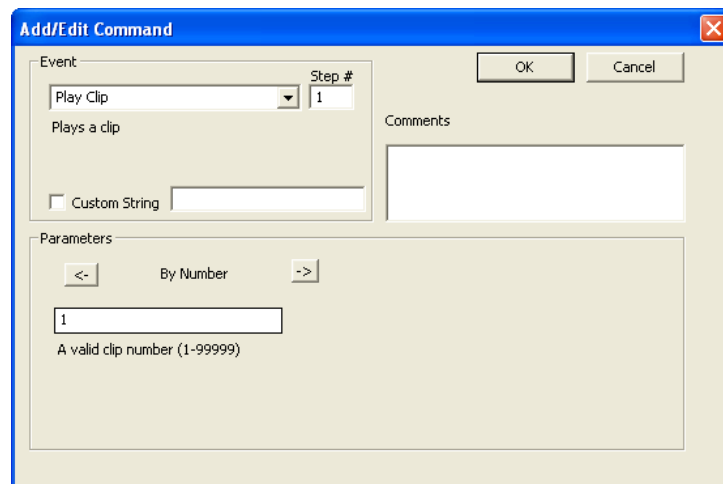 Add/Edit Command
Event
Step #
Play Clip
1
Plays a clip
Custom String
OK
Cancel
Comments
Parameters
<-
By Number
->
1
A valid clip number (1-99999)